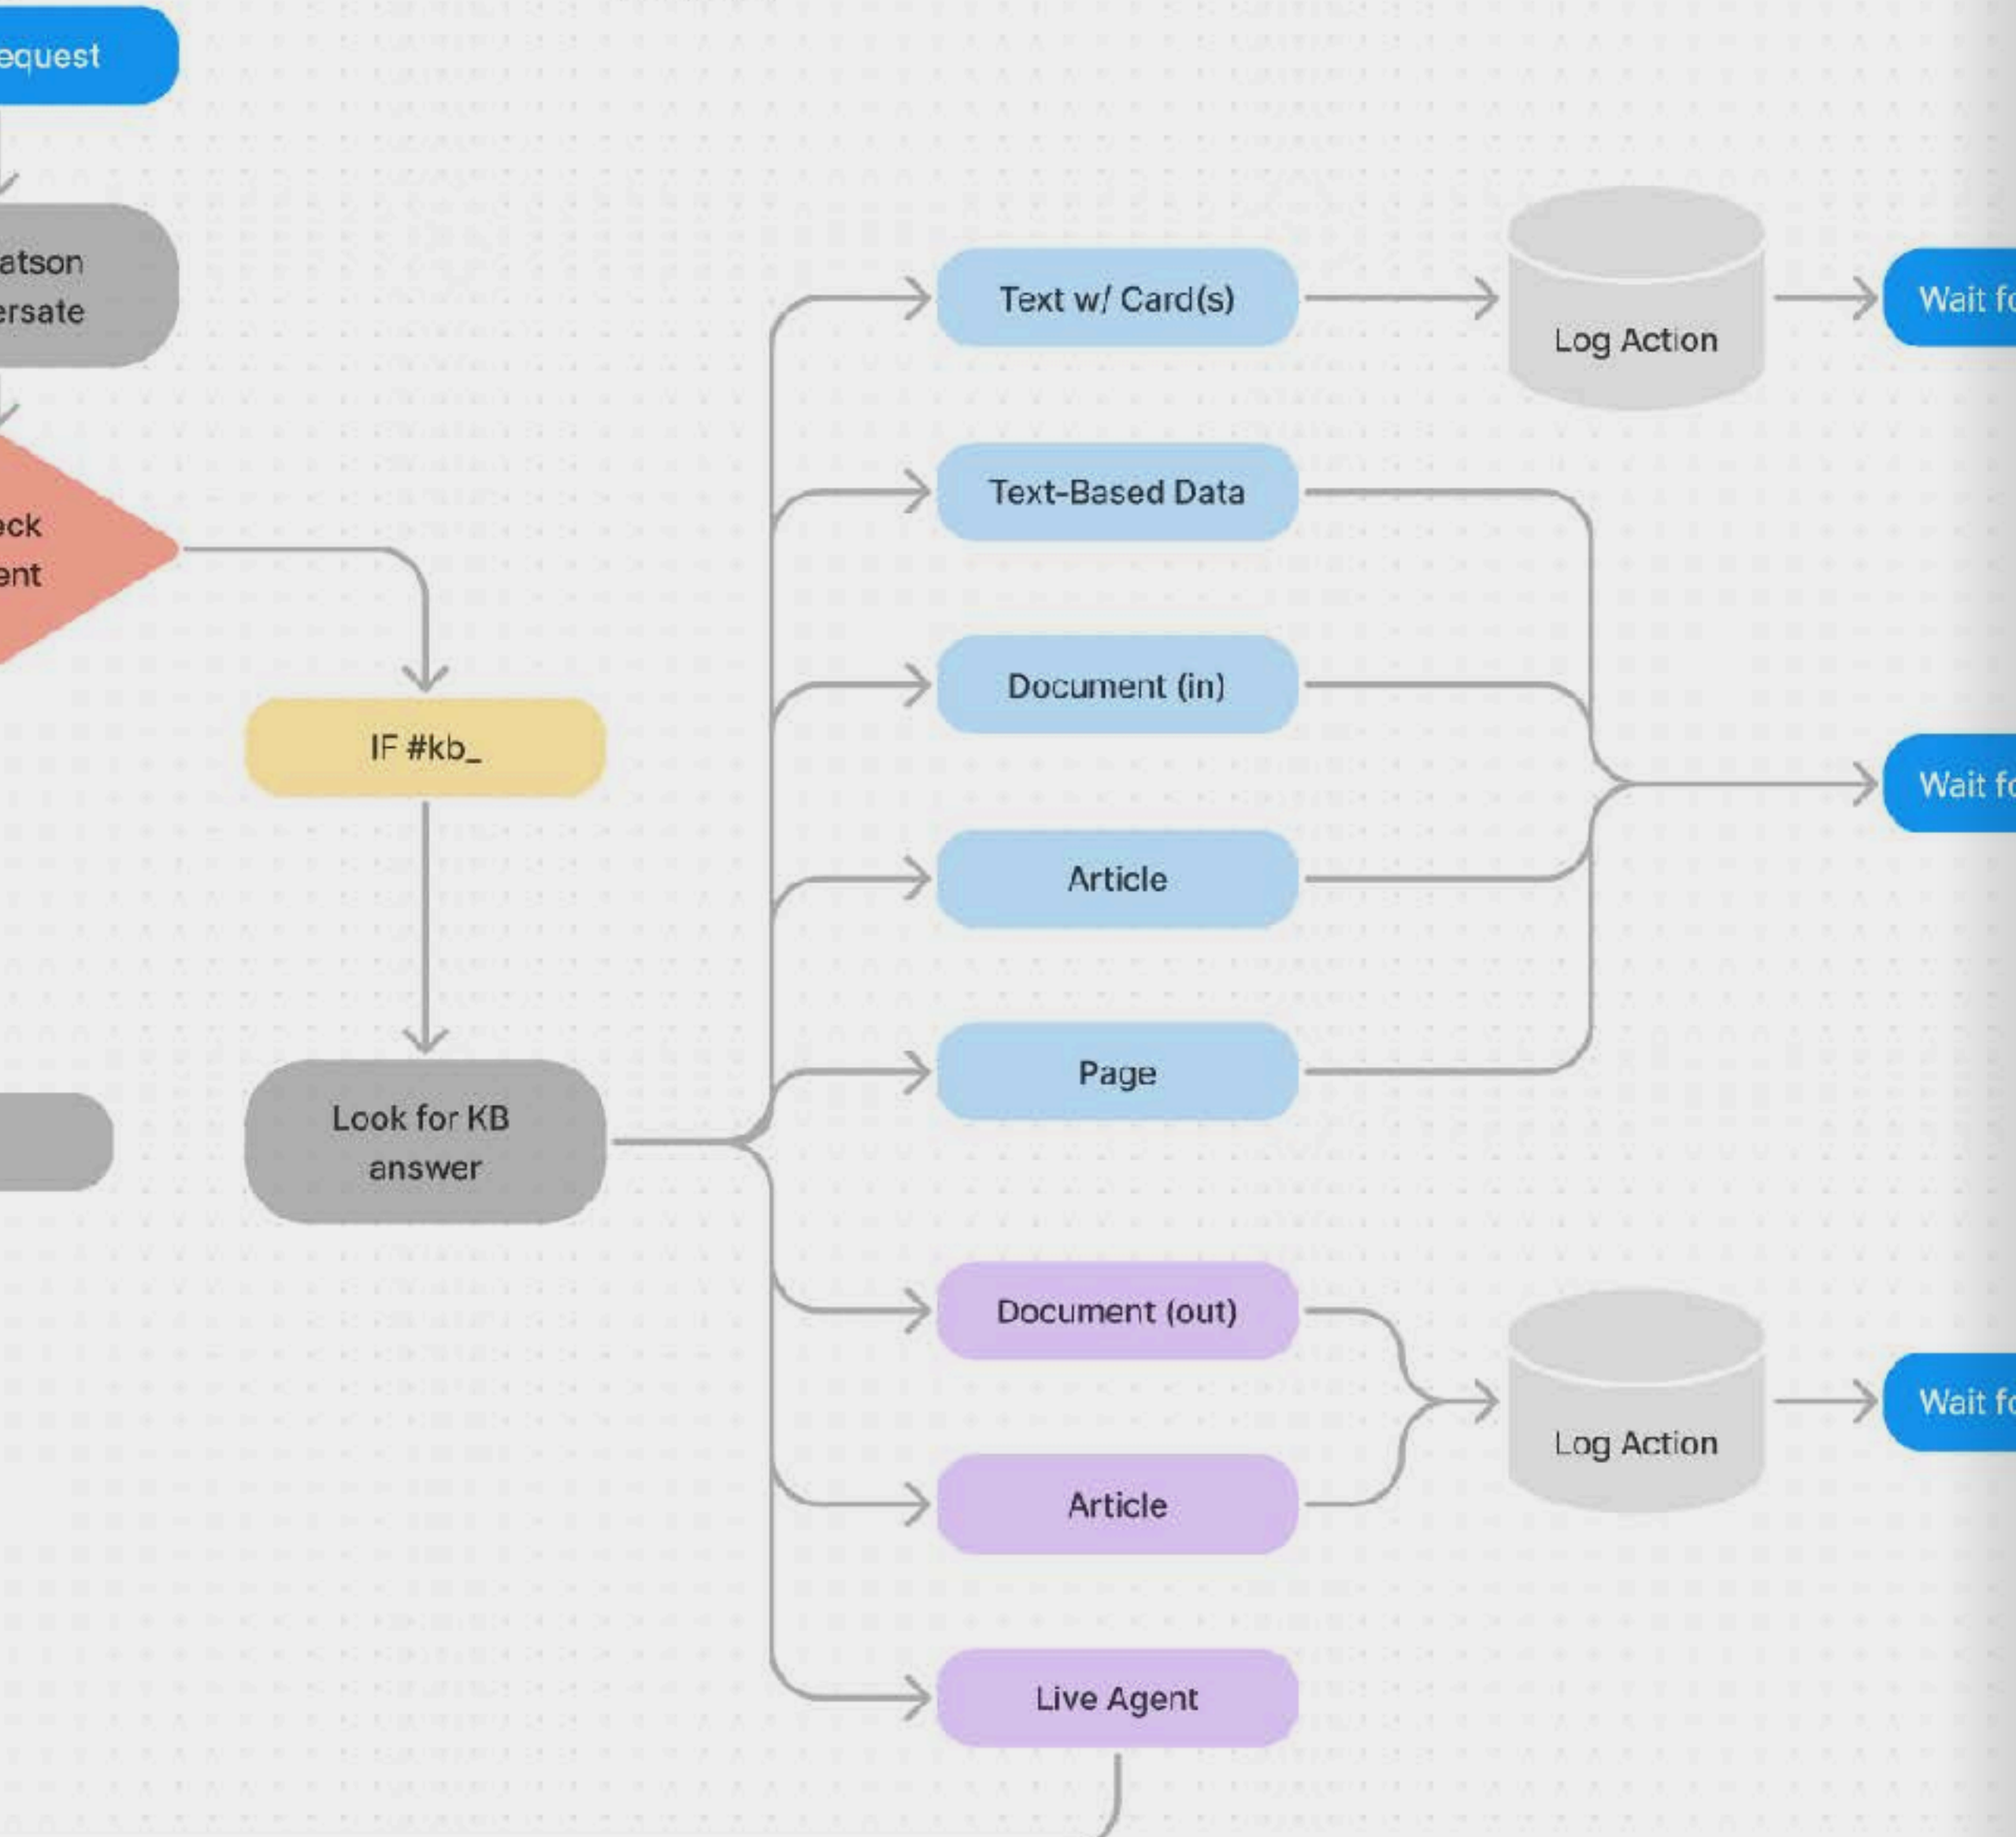 equest
atson
ersate
eck
ent
IF #kb_
Look for KB
answer
Text w/ Card(s)
Text-Based Data
Document (in)
Article
Page
Document (out)
Article
Live Agent
Log Action
Log Action
Wait fo
Wait fo
Wait fo